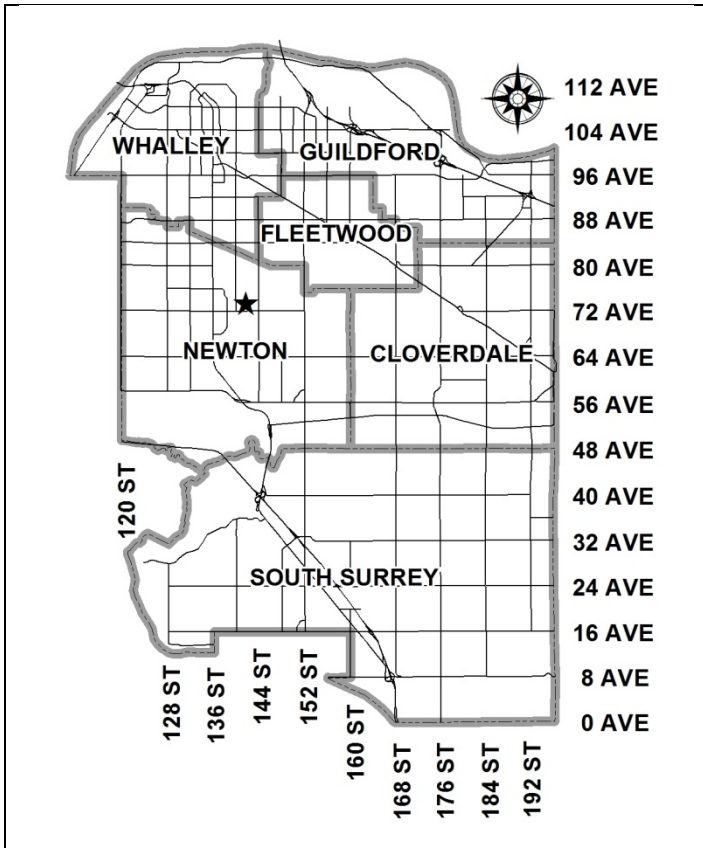 112 AVE
104 AVE
WHALLEY
GUILDFORD
96 AVE
88 AVE
FLEETWOOD
80 AVE
72 AVE
NEWTON
CLOVERDALE
64 AVE
56 AVE
48 AVE
120 ST
40 AVE
32 AVE
SOUTH SURREY
24 AVE
16 AVE
128 ST
136 ST
144 ST
152 ST
160 ST
8 AVE
0 AVE
168 ST
176 ST
184 ST
192 ST